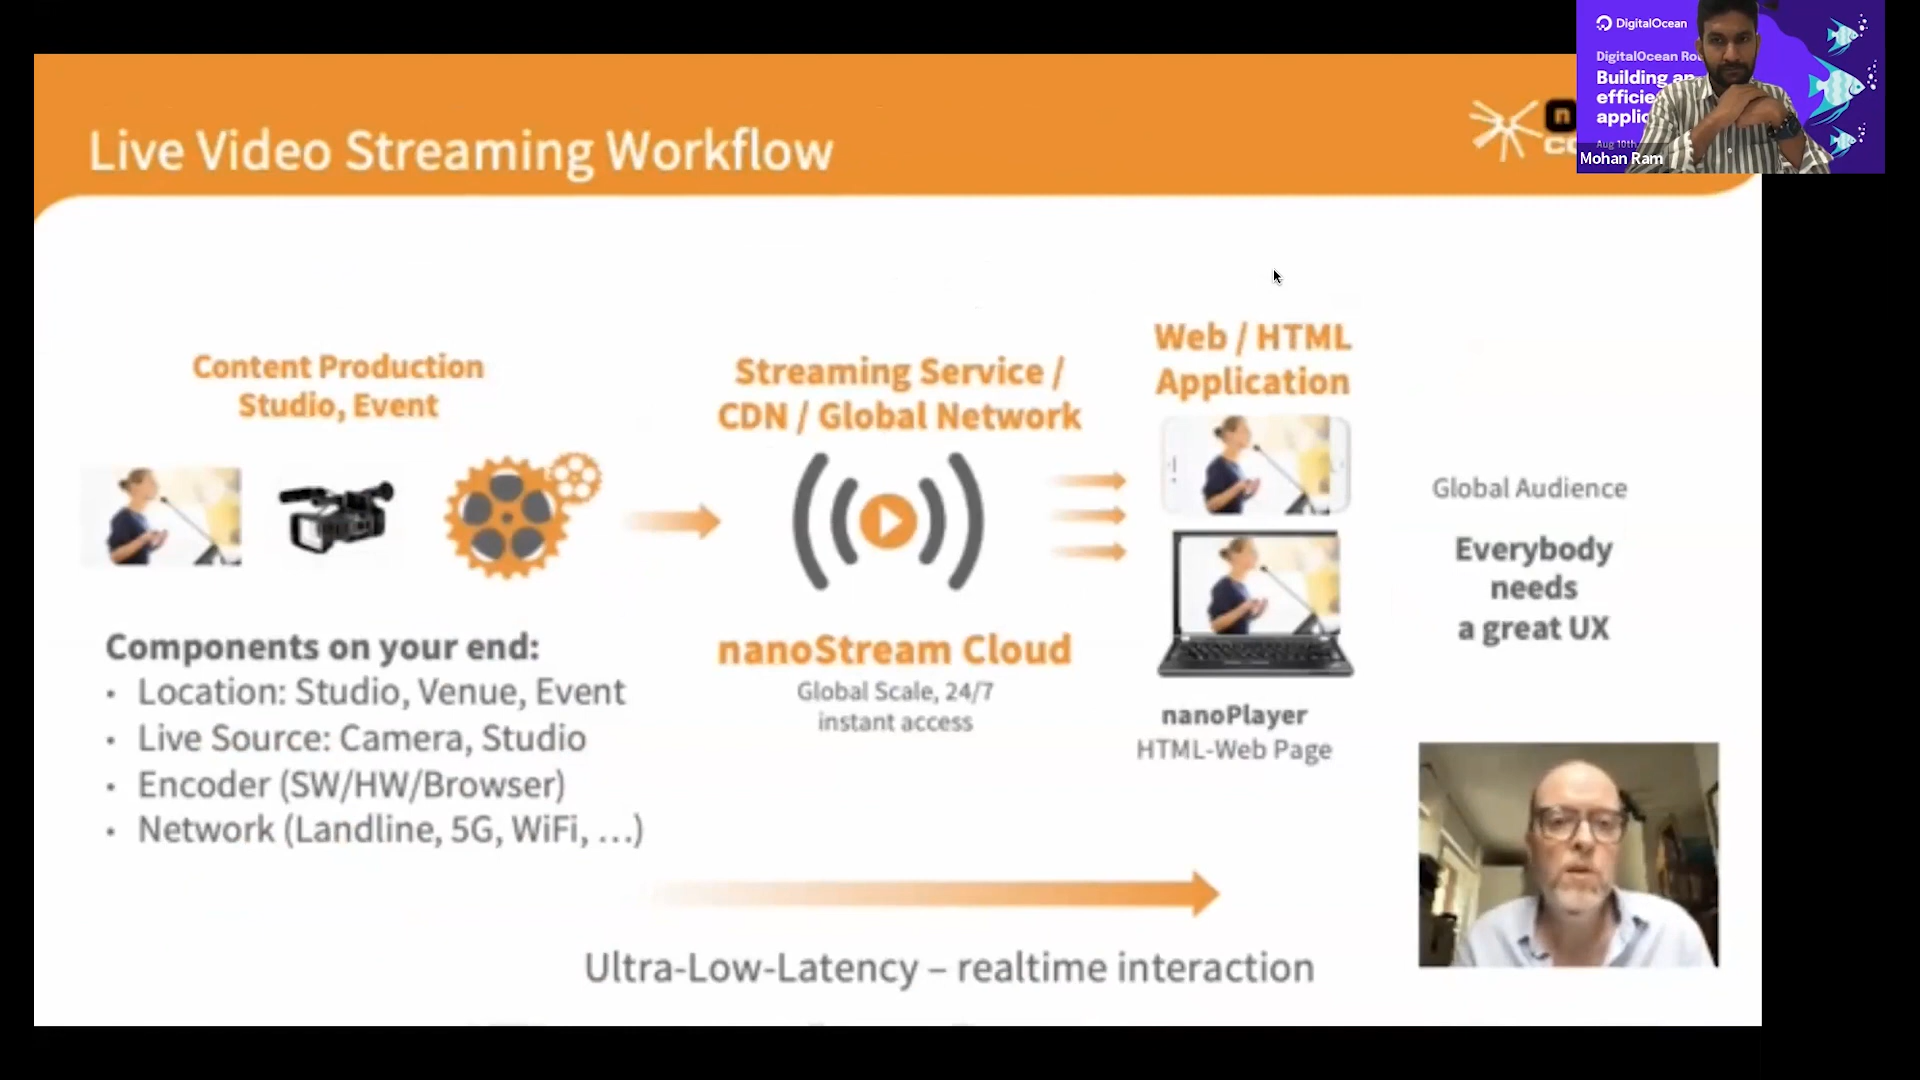 DigitalOcean
DigitalOcean
Building an
Aug 10th
Mohan Ram
Live Video Streaming Workflow
n
Content Production
Studio, Event
Streaming Service /
CDN / Global Network
Web / HTML
Application
Global Audience
Everybody
needs
a great UX
Components on your end:
• Location: Studio, Venue, Event
• Live Source: Camera, Studio
• Encoder (SW/HW/Browser)
• Network (Landline, 5G, WiFi, …)
nanoStream Cloud
Global Scale, 24/7
instant access
nanoPlayer
HTML-Web Page
Ultra-Low-Latency – realtime interaction